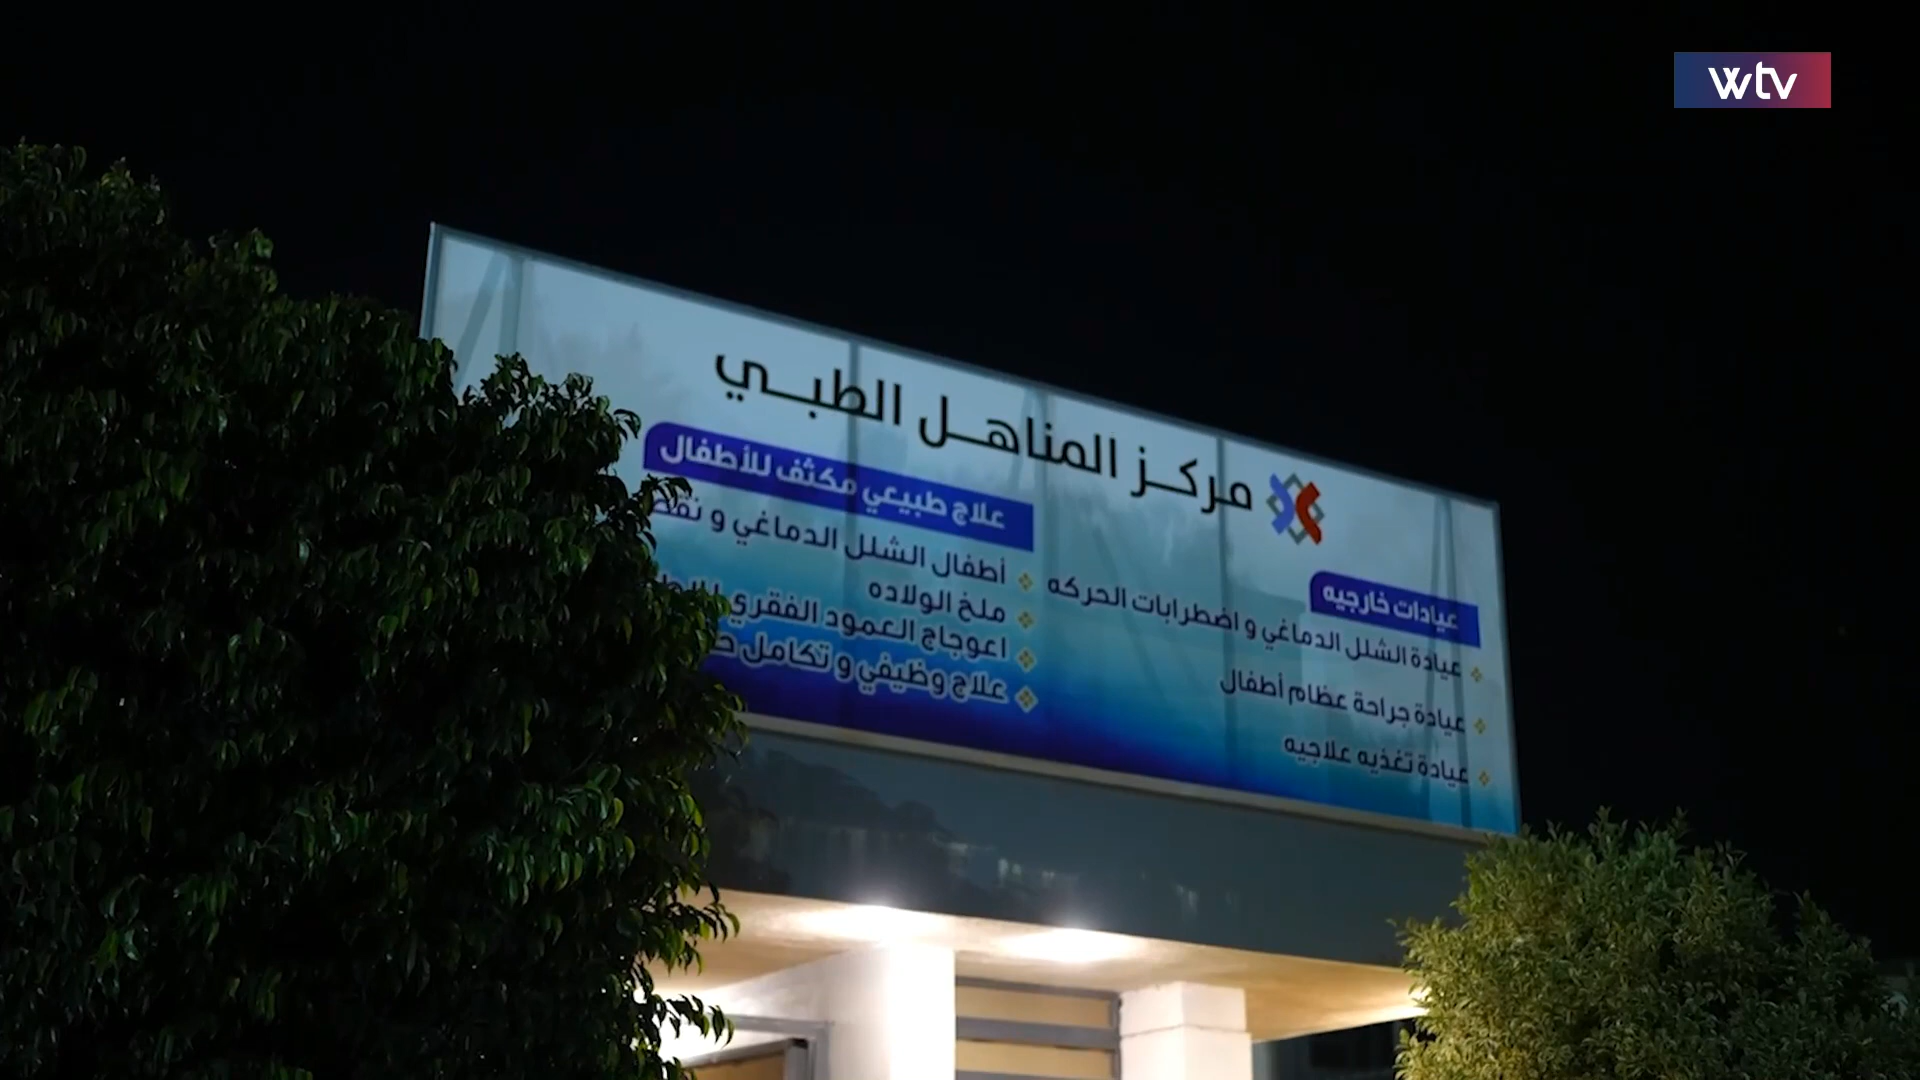 wtv
مركز المناهل الطبي
عيادات خارجيه
عيادة الشلل الدماغي و اضطرابات الحركه
عيادة جراحة عظام أطفال
عيادة تغذيه علاجيه
علاج طبيعي مكثف للأطفال
أطفال الشلل الدماغي و
ملخ الولاده
اعوجاج العمود الفقري
علاج وظيفي و تكامل